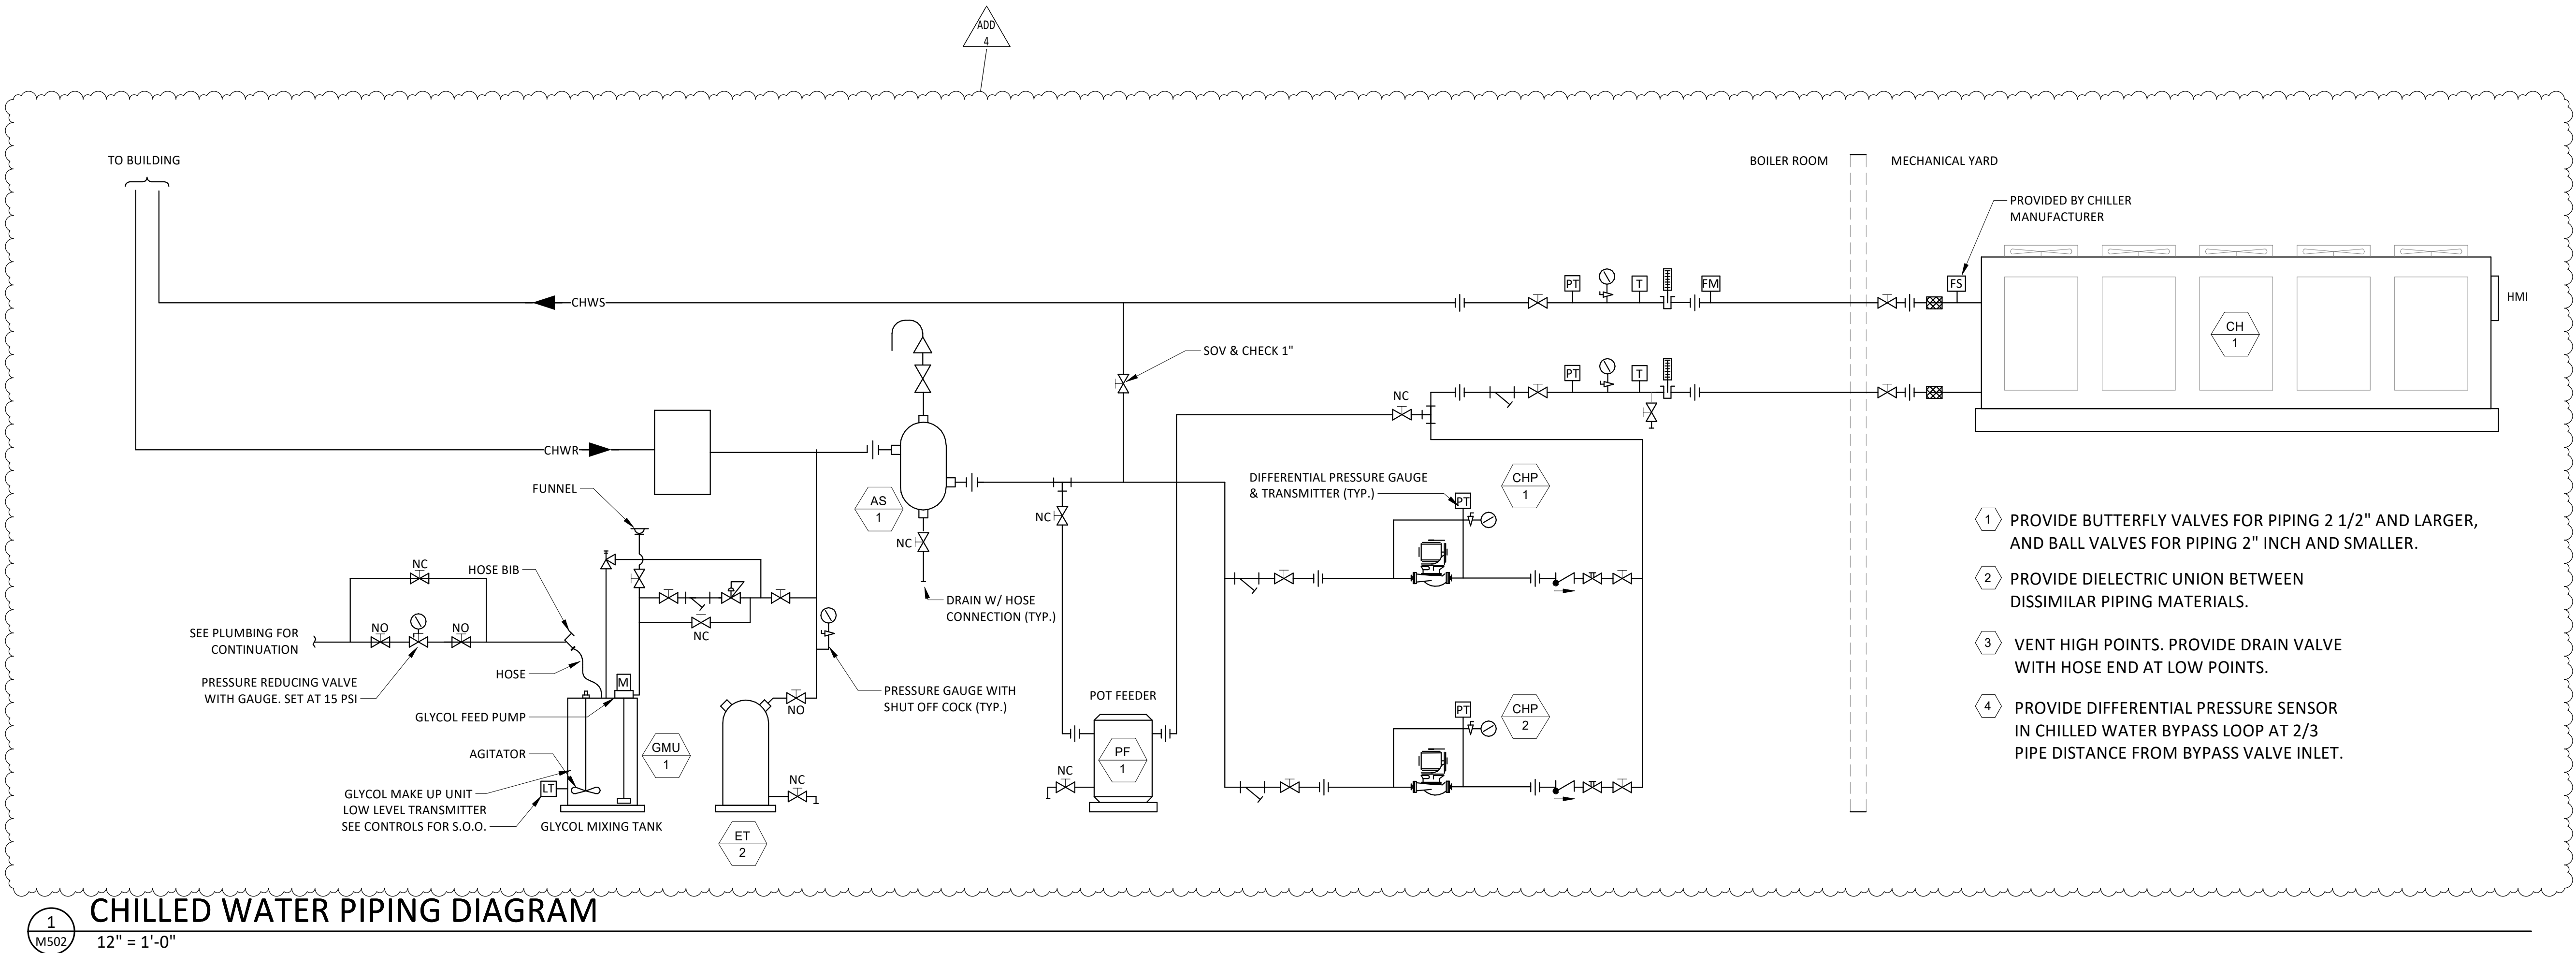 ADD
4
TO BUILDING
BOILER ROOM
MECHANICAL YARD
PROVIDED BY CHILLER
MANUFACTURER
PT
T
FM
FS
HMI
CHWS
CH
1
SOV & CHECK 1"
PT
T
NC
CHWR
FUNNEL
AS
1
NC
DIFFERENTIAL PRESSURE GAUGE
& TRANSMITTER (TYP.)
CHP
1
PT
NC
HOSE BIB
NC
DRAIN W/ HOSE
CONNECTION (TYP.)
SEE PLUMBING FOR
CONTINUATION
NO
NO
NC
PRESSURE REDUCING VALVE
WITH GAUGE. SET AT 15 PSI
HOSE
M
GLYCOL FEED PUMP
NO
PRESSURE GAUGE WITH
SHUT OFF COCK (TYP.)
POT FEEDER
PT
CHP
2
AGITATOR
GMU
1
PF
1
NC
NC
GLYCOL MAKE UP UNIT
LOW LEVEL TRANSMITTER
SEE CONTROLS FOR S.O.O.
LT
GLYCOL MIXING TANK
ET
2
1 PROVIDE BUTTERFLY VALVES FOR PIPING 2 1/2" AND LARGER,
AND BALL VALVES FOR PIPING 2" INCH AND SMALLER.
2 PROVIDE DIELECTRIC UNION BETWEEN
DISSIMILAR PIPING MATERIALS.
3 VENT HIGH POINTS. PROVIDE DRAIN VALVE
WITH HOSE END AT LOW POINTS.
4 PROVIDE DIFFERENTIAL PRESSURE SENSOR
IN CHILLED WATER BYPASS LOOP AT 2/3
PIPE DISTANCE FROM BYPASS VALVE INLET.
1
M502
CHILLED WATER PIPING DIAGRAM
12" = 1'-0"